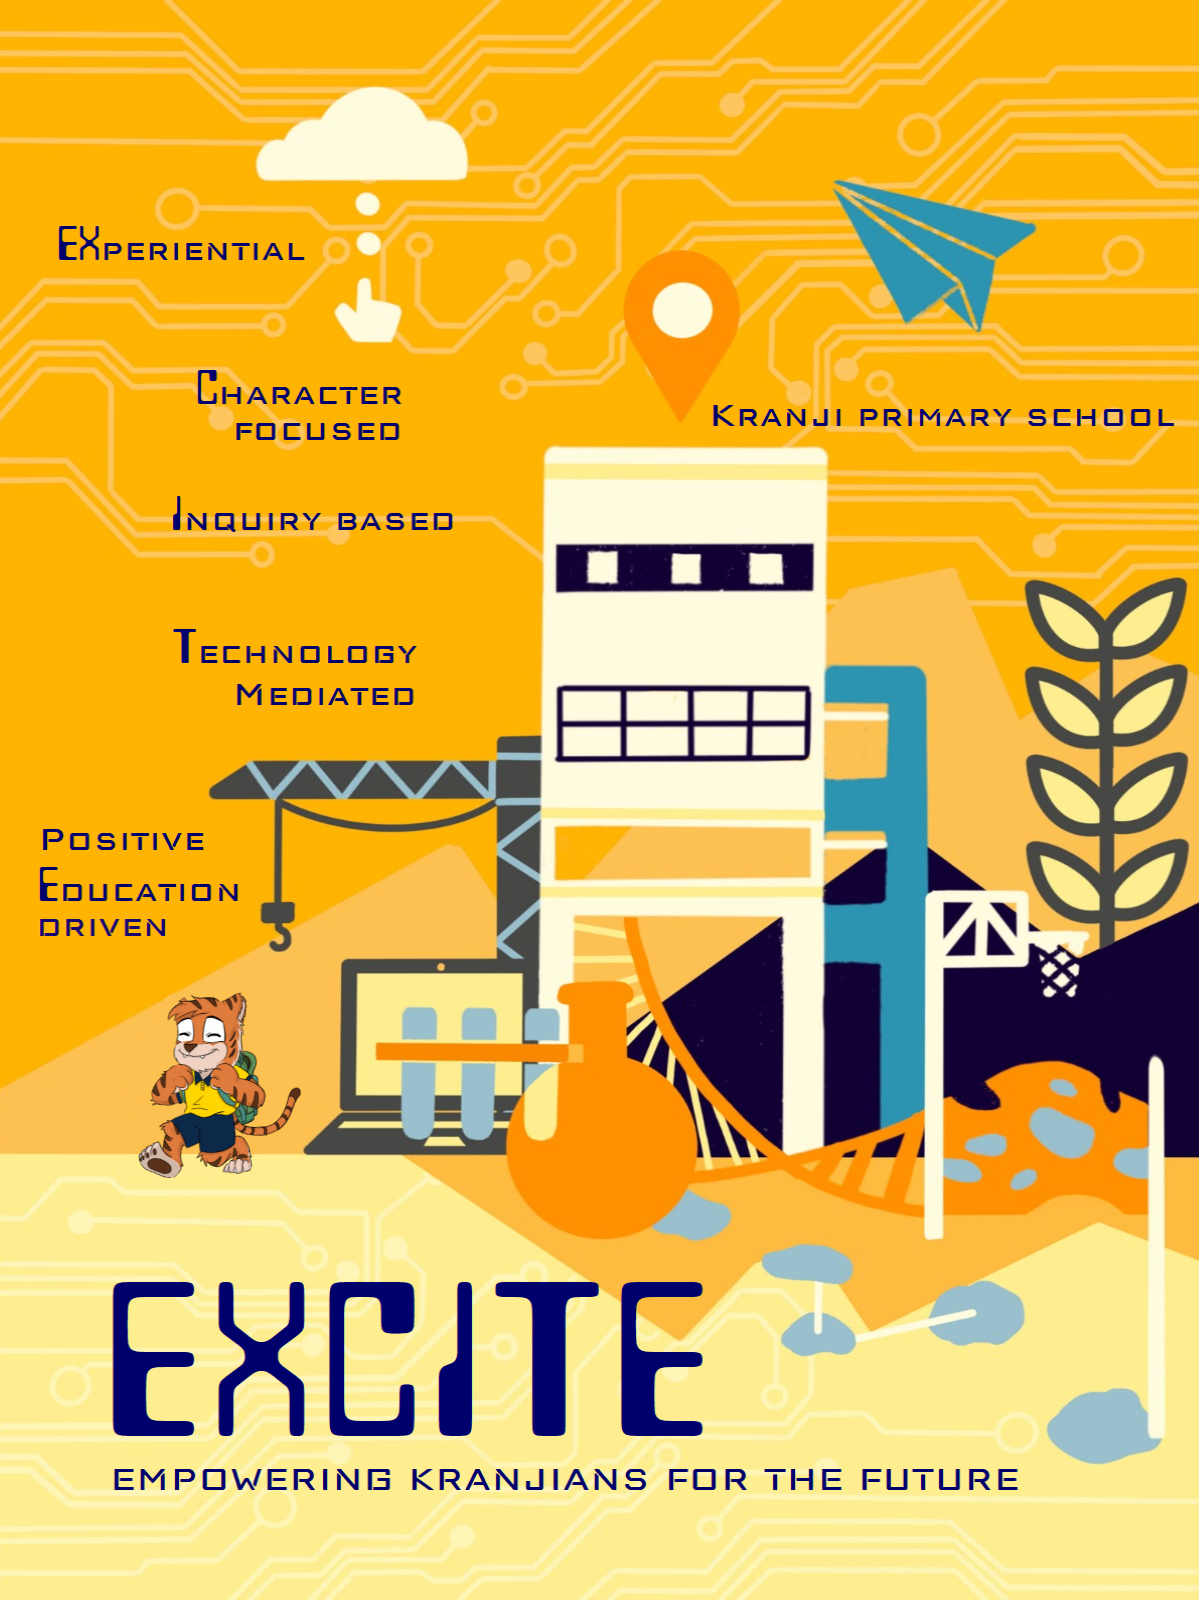 EXPERIENTIAL
CHARACTER
FOCUSED
KRANJI PRIMARY SCHOOL
INQUIRY BASED
TECHNOLOGY
MEDIATED
POSITIVE
EDUCATION
DRIVEN
EXCITE
EMPOWERING KRANJIANS FOR THE FUTURE